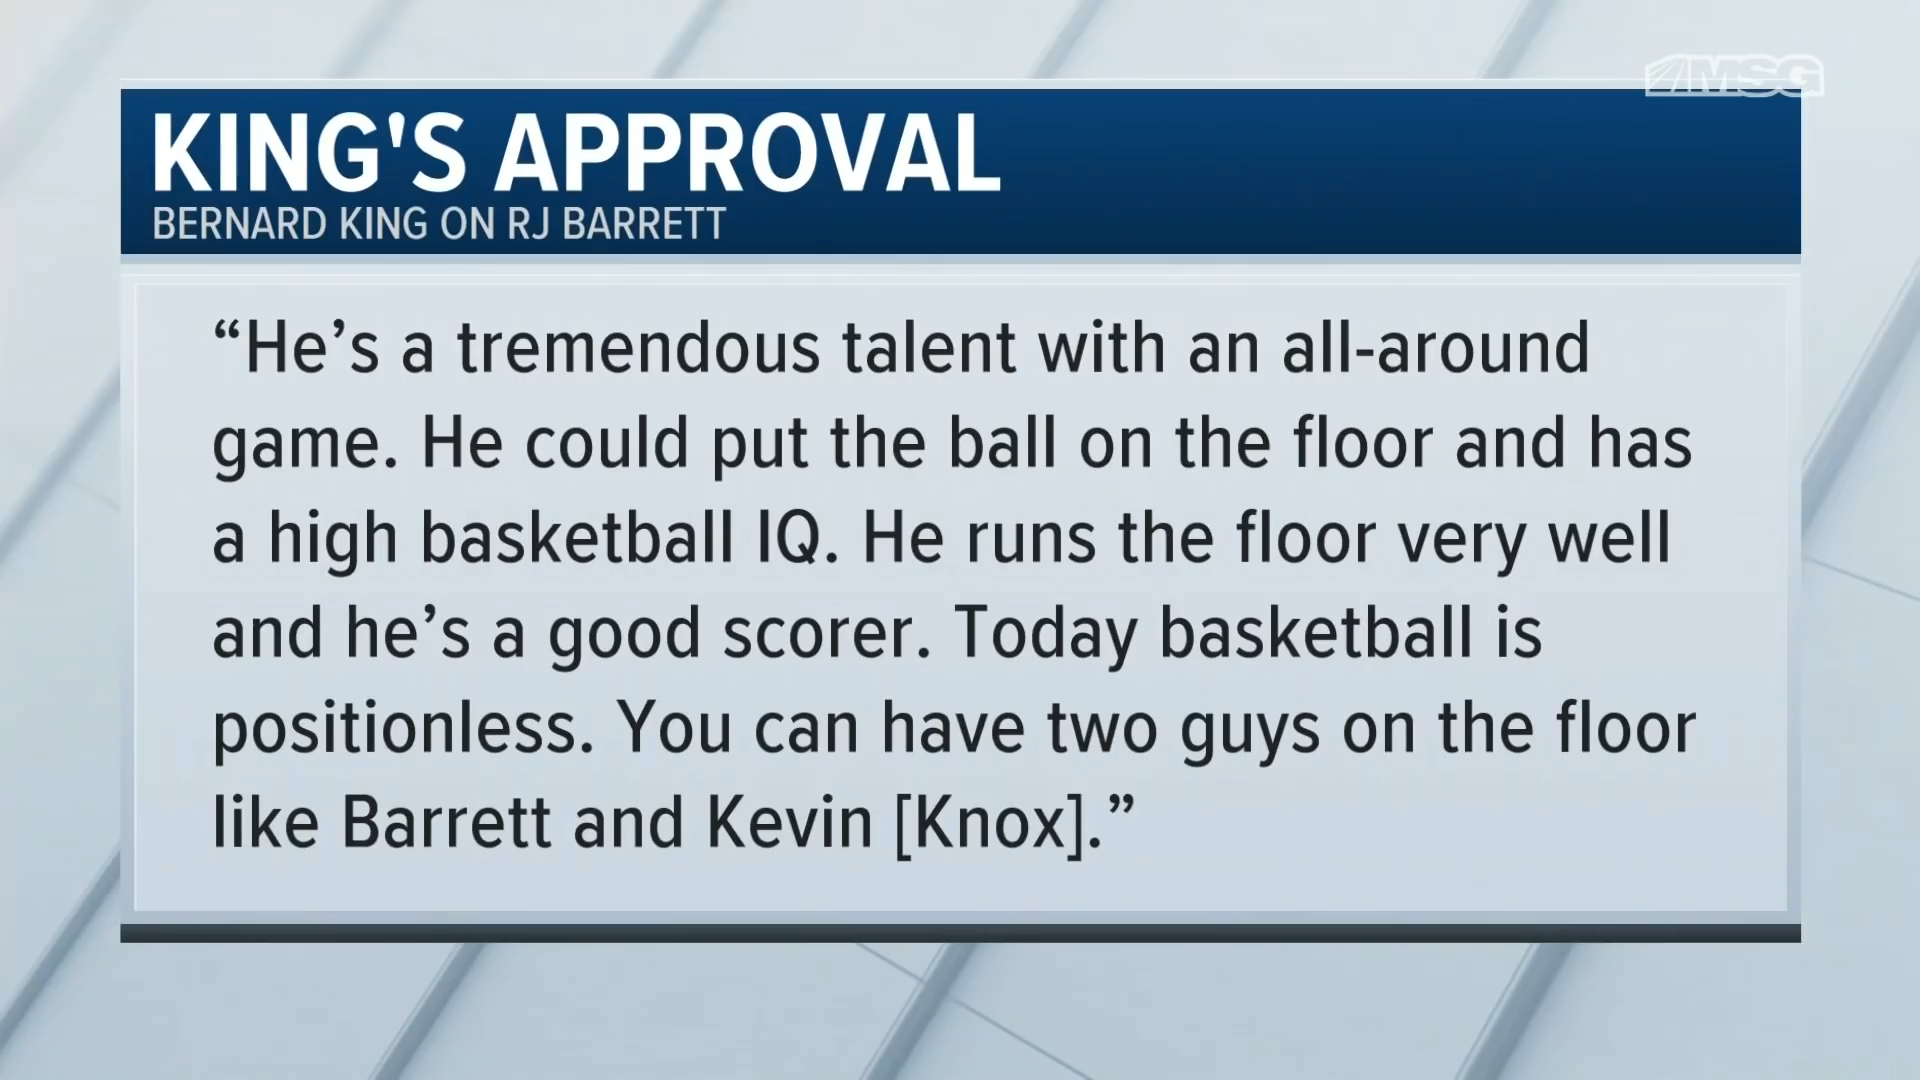 MSG
KING'S APPROVAL
BERNARD KING ON RJ BARRETT
“He’s a tremendous talent with an all-around
game. He could put the ball on the floor and has
a high basketball IQ. He runs the floor very well
and he’s a good scorer. Today basketball is
positionless. You can have two guys on the floor
like Barrett and Kevin [Knox].”